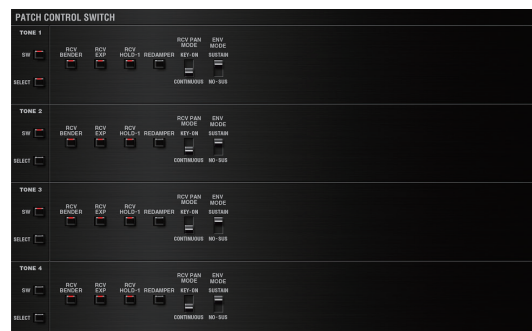 PATCH CONTROL SWITCH
TONE 1
RCV PAN MODE ENV MODE
SW RCV BENDER RCV EXP RCV HOLD-1 REDAMPER KEY-ON SUSTAIN
SELECT CONTINUOUS NO-SUS
TONE 2
RCV PAN MODE ENV MODE
SW RCV BENDER RCV EXP RCV HOLD-1 REDAMPER KEY-ON SUSTAIN
SELECT CONTINUOUS NO-SUS
TONE 3
RCV PAN MODE ENV MODE
SW RCV BENDER RCV EXP RCV HOLD-1 REDAMPER KEY-ON SUSTAIN
SELECT CONTINUOUS NO-SUS
TONE 4
RCV PAN MODE ENV MODE
SW RCV BENDER RCV EXP RCV HOLD-1 REDAMPER KEY-ON SUSTAIN
SELECT CONTINUOUS NO-SUS